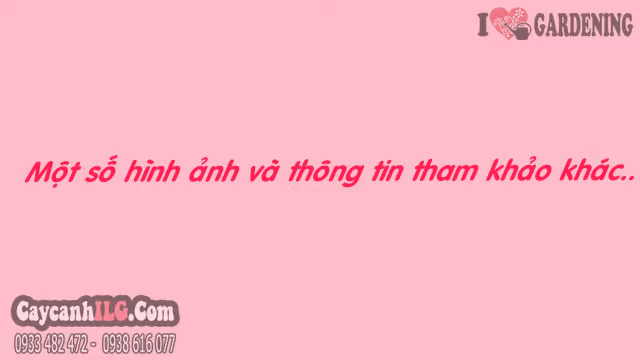 I GARDENING
Một số hình ảnh và thông tin tham khảo khác..
CaycanhILG.Com
0933 482 472 - 0938 616 077